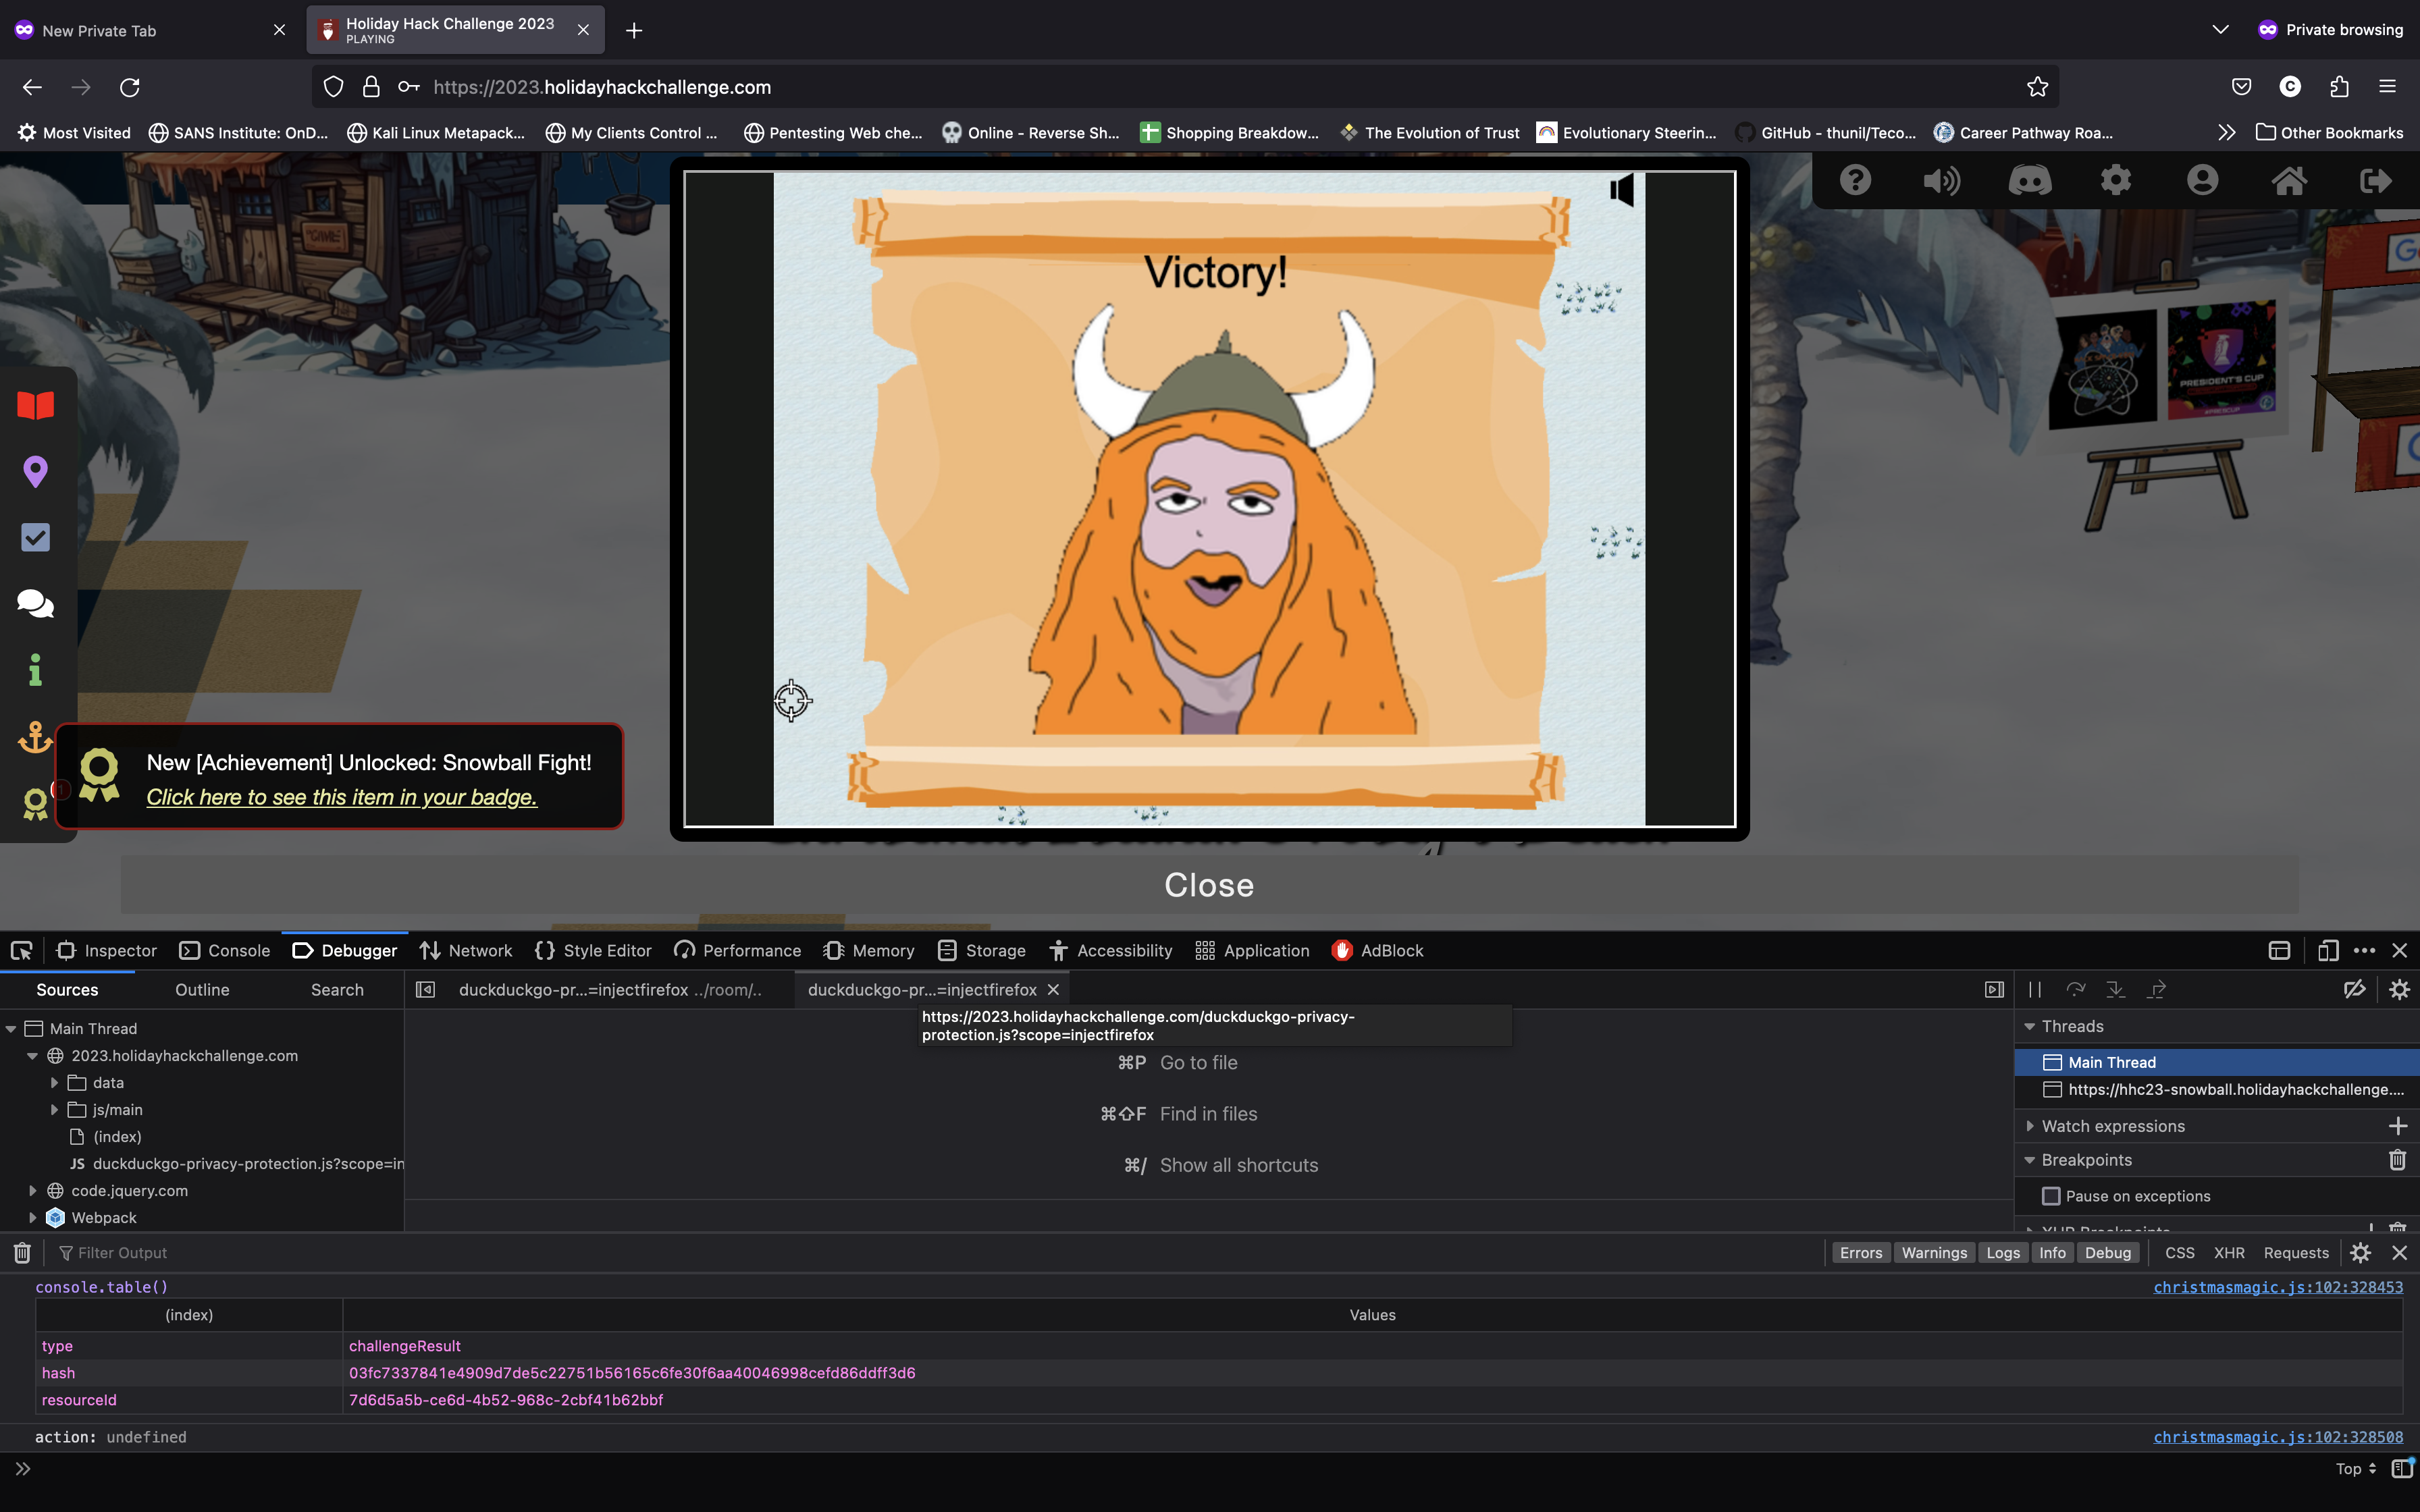 New Private Tab
Holiday Hack Challenge 2023
PLAYING
Private browsing
https://2023.holidayhackchallenge.com
C
Most Visited
SANS Institute: OnD...
Kali Linux Metapack...
My Clients Control ...
Pentesting Web che...
Online - Reverse Sh...
Shopping Breakdow...
The Evolution of Trust
Evolutionary Steerin...
GitHub - thunil/Teco...
Career Pathway Roa...
Other Bookmarks
GAME
Victory!
PRESIDENT'S CUP
New [Achievement] Unlocked: Snowball Fight!
Click here to see this item in your badge.
1
Close
Inspector
Console
Debugger
Network
Style Editor
Performance
Memory
Storage
Accessibility
Application
AdBlock
Sources
Outline
Search
duckduckgo-pr...=injectfirefox ../room/..
duckduckgo-pr...=injectfirefox
https://2023.holidayhackchallenge.com/duckduckgo-privacy-
protection.js?scope=injectfirefox
Main Thread
2023.holidayhackchallenge.com
data
js/main
(index)
JS duckduckgo-privacy-protection.js?scope=in
code.jquery.com
Webpack
⌘P Go to file
⌘⇧F Find in files
⌘/ Show all shortcuts
Threads
Main Thread
https://hhc23-snowball.holidayhackchallenge....
Watch expressions
Breakpoints
Pause on exceptions
XHR Breakpoints
Filter Output
Errors
Warnings
Logs
Info
Debug
CSS
XHR
Requests
console.table()
christmasmagic.js:102:328453
(index)
Values
type
challengeResult
hash
03fc7337841e4909d7de5c22751b56165c6fe30f6aa40046998cefd86ddff3d6
resourceId
7d6d5a5b-ce6d-4b52-968c-2cbf41b62bbf
action: undefined
christmasmagic.js:102:328508
Top